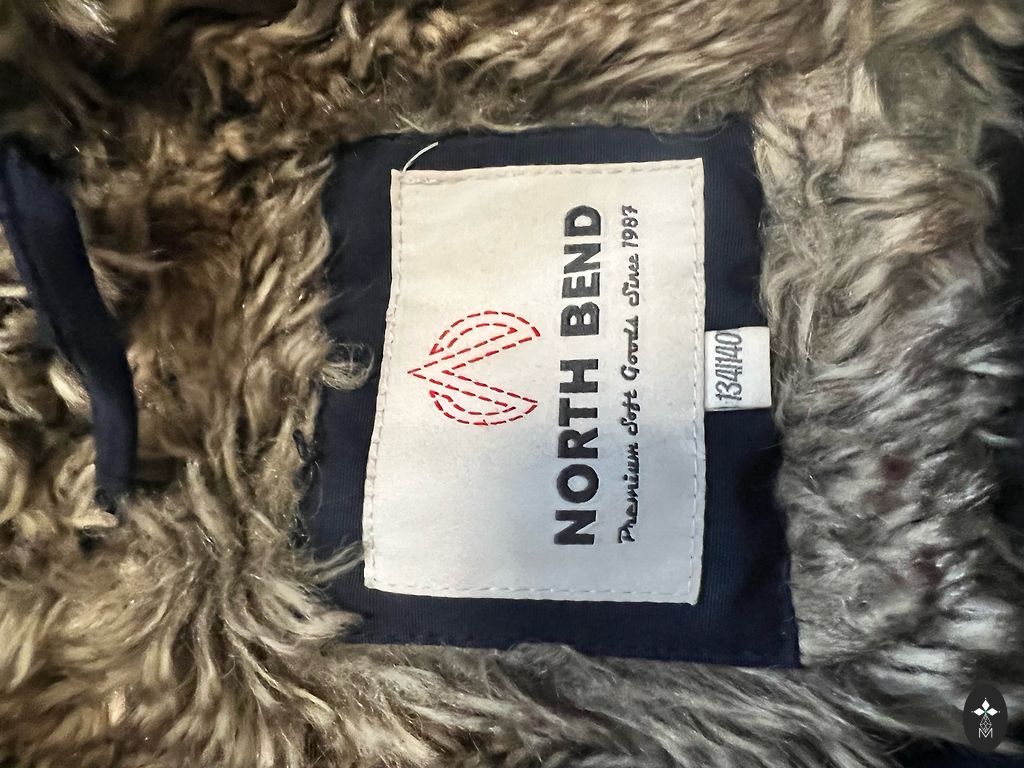 NORTH BEND
Premium Soft Goods Since 1987
134/140
M